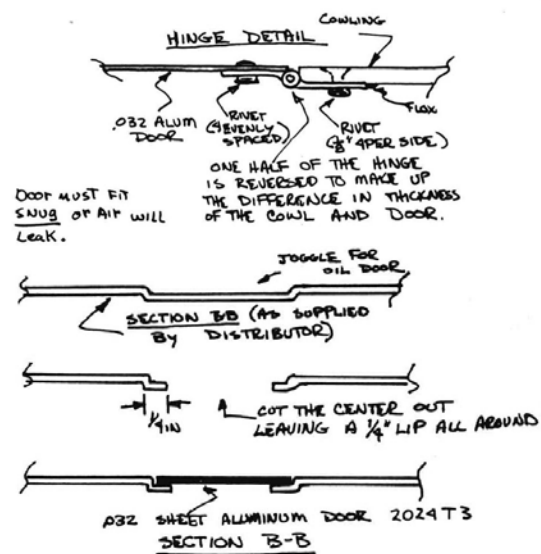 HINGE DETAIL
COWLING
.032 ALUM
DOOR
RIVET
(4 EVENLY
SPACED)
RIVET
(1/8" 4 PER SIDE)
FLOX
ONE HALF OF THE HINGE
IS REVERSED TO MAKE UP
THE DIFFERENCE IN THICKNESS
OF THE COWL AND DOOR.
DOOR MUST FIT
SNUG OR AIR WILL
LEAK.
JOGGLE FOR
OIL DOOR
SECTION BB (AS SUPPLIED
BY DISTRIBUTOR)
1/4 IN
CUT THE CENTER OUT
LEAVING A 1/4" LIP ALL AROUND
.032 SHEET ALUMINUM DOOR 2024T3
SECTION B-B